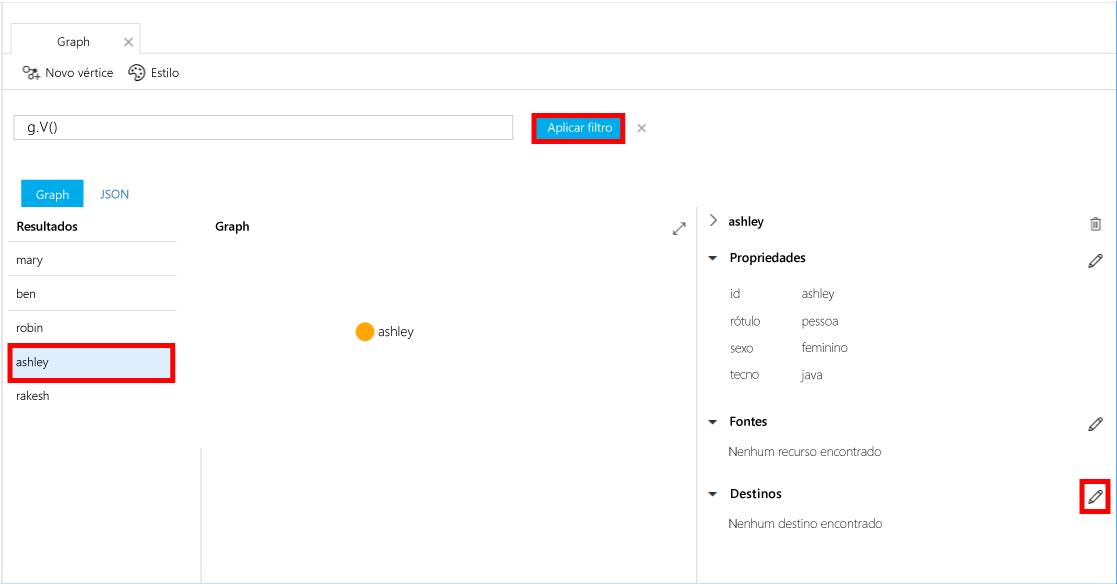 Graph
Novo vértice Estilo
g.V()
Aplicar filtro
Graph JSON
Resultados
mary
ben
robin
ashley
rakesh
Graph
ashley
ashley
Propriedades
id ashley
rótulo pessoa
sexo feminino
tecno java
Fontes
Nenhum recurso encontrado
Destinos
Nenhum destino encontrado